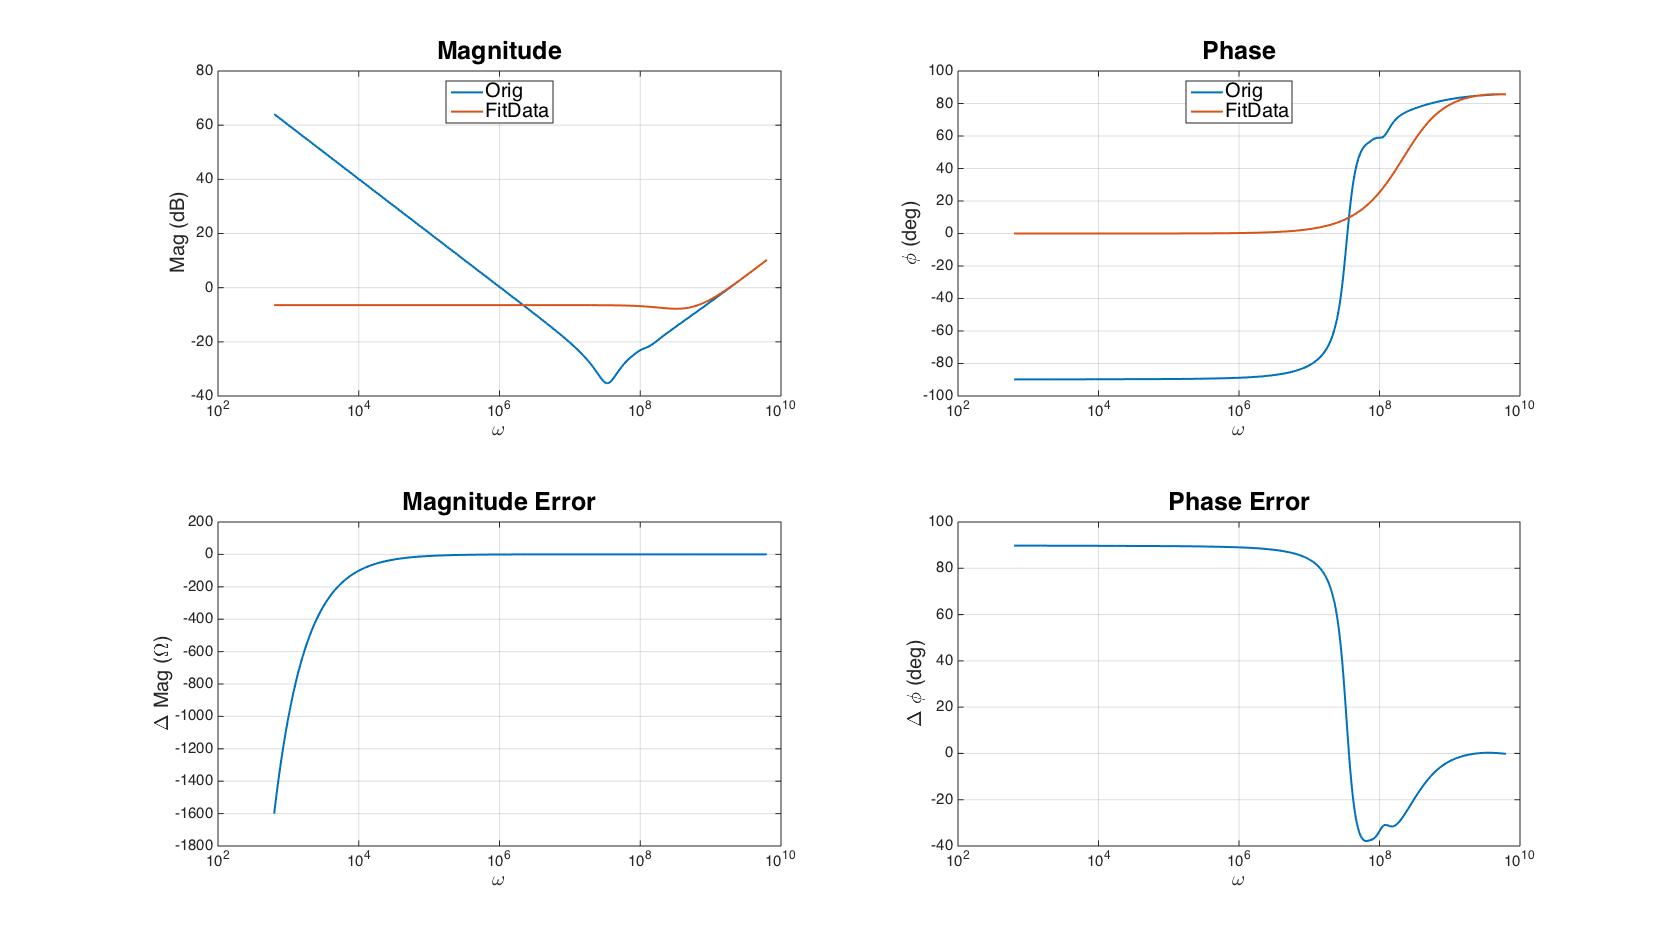 Magnitude
80
60
40
20
0
-20
-40
Mag (dB)
Orig
FitData
10^2 10^4 10^6 10^8 10^10
ω
Phase
100
80
60
40
20
0
-20
-40
-60
-80
-100
ϕ (deg)
Orig
FitData
10^2 10^4 10^6 10^8 10^10
ω
Magnitude Error
200
0
-200
-400
-600
-800
-1000
-1200
-1400
-1600
-1800
Δ Mag (Ω)
10^2 10^4 10^6 10^8 10^10
ω
Phase Error
100
80
60
40
20
0
-20
-40
Δ ϕ (deg)
10^2 10^4 10^6 10^8 10^10
ω